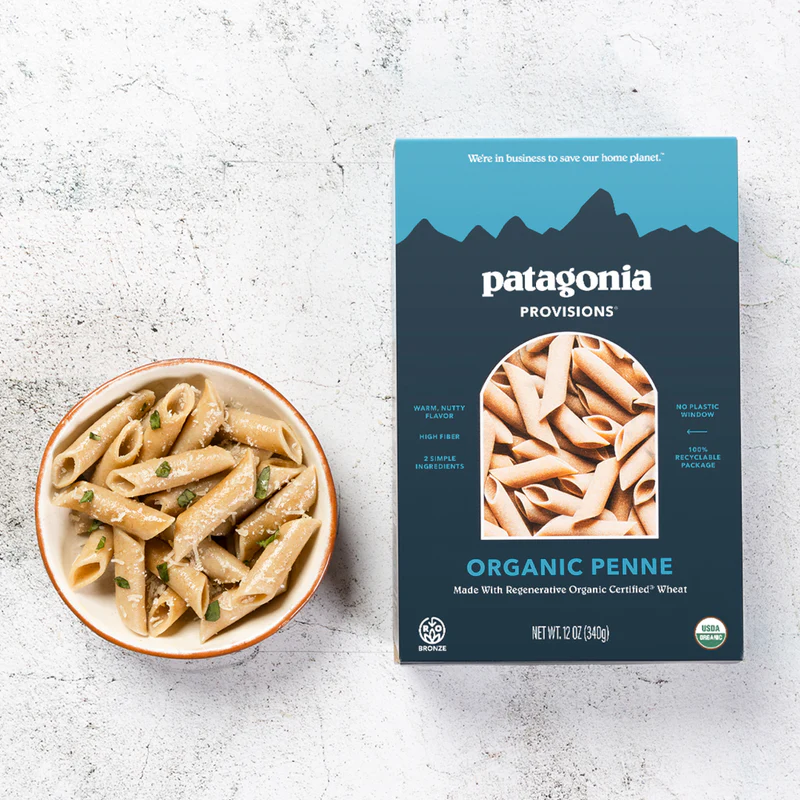 We're in business to save our home planet.™
patagonia
PROVISIONS®
WARM, NUTTY
FLAVOR
HIGH FIBER
2 SIMPLE
INGREDIENTS
NO PLASTIC
WINDOW
←
100%
RECYCLABLE
PACKAGE
ORGANIC PENNE
Made With Regenerative Organic Certified® Wheat
RO
BRONZE
NET WT. 12 OZ (340g)
USDA
ORGANIC